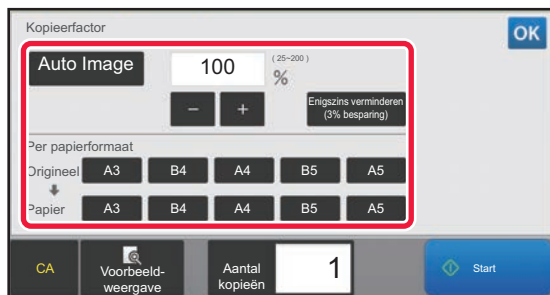 Kopieerfactor
OK
Auto Image
100
(25~200)
%
−
+
Enigszins verminderen
(3% besparing)
Per papierformaat
Origineel
A3
B4
A4
B5
A5
Papier
A3
B4
A4
B5
A5
CA
Voorbeeld-
weergave
Aantal
kopieën
1
Start